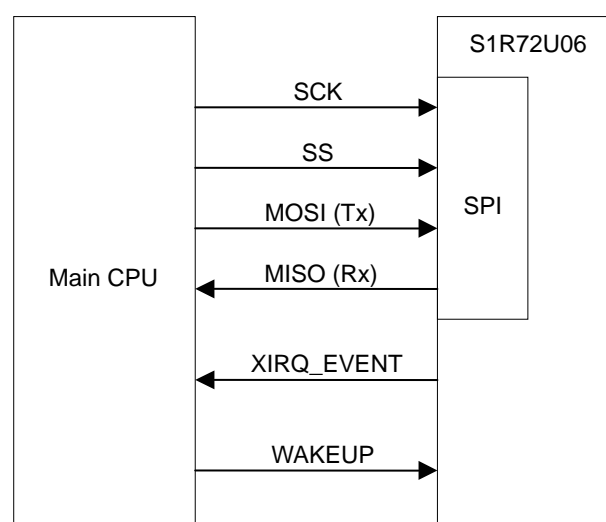 S1R72U06
SCK
SS
MOSI (Tx)
SPI
Main CPU
MISO (Rx)
XIRQ_EVENT
WAKEUP